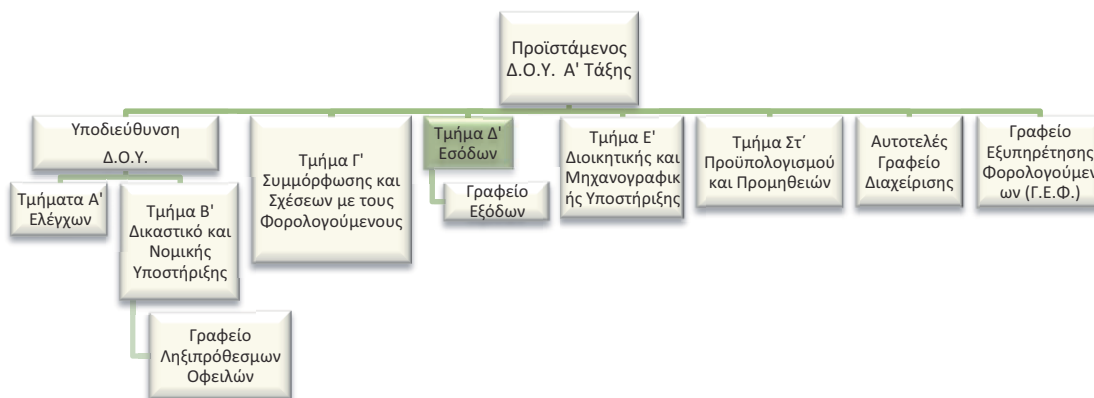 Προϊστάμενος
Δ.Ο.Υ. Α' Τάξης
Υποδιεύθυνση
Δ.Ο.Υ.
Τμήματα Α'
Ελέγχων
Τμήμα Β'
Δικαστικό και
Νομικής
Υποστήριξης
Γραφείο
Ληξιπρόθεσμων
Οφειλών
Τμήμα Γ'
Συμμόρφωσης και
Σχέσεων με τους
Φορολογούμενους
Τμήμα Δ'
Εσόδων
Γραφείο
Εξόδων
Τμήμα Ε'
Διοικητικής και
Μηχανογραφικ
ής Υποστήριξης
Τμήμα Στ΄
Προϋπολογισμού
και Προμηθειών
Αυτοτελές
Γραφείο
Διαχείρισης
Γραφείο
Εξυπηρέτησης
Φορολογούμεν
ων (Γ.Ε.Φ.)